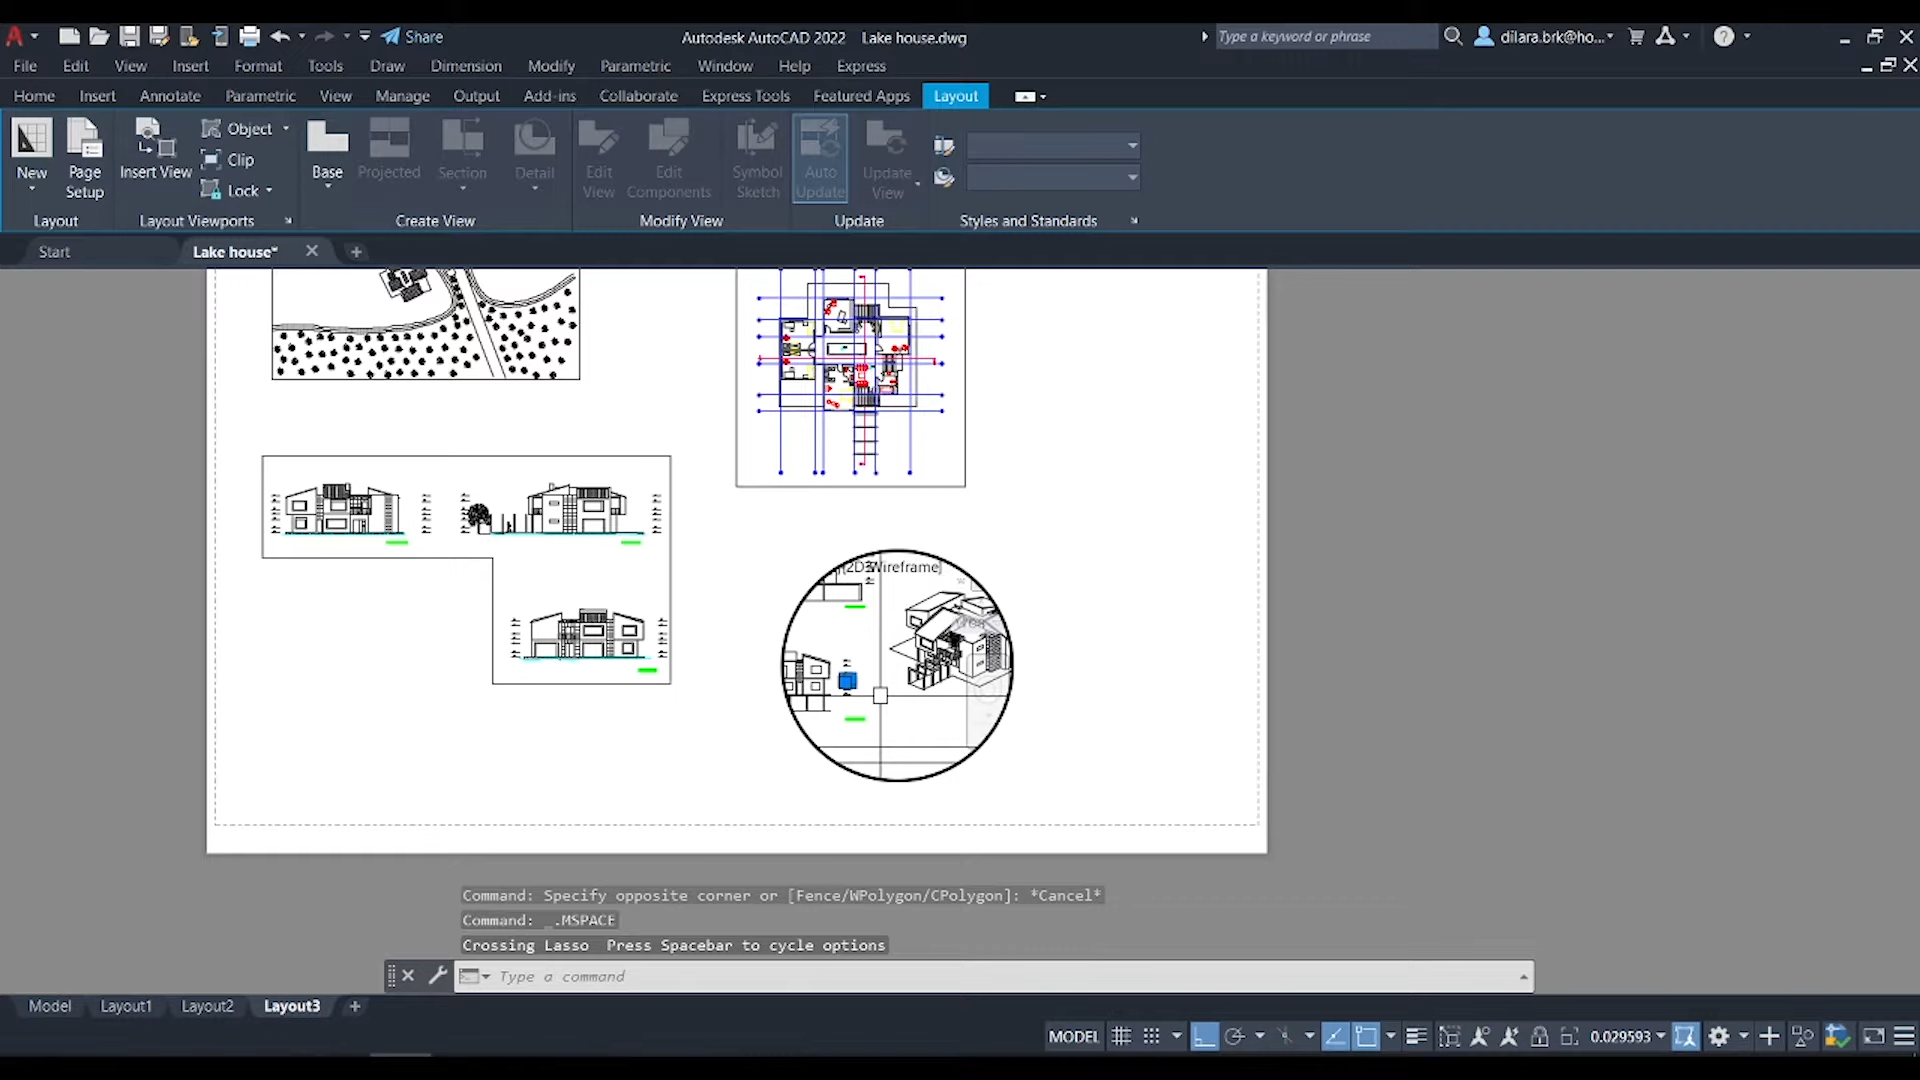 Share
Autodesk AutoCAD 2022 Lake house.dwg
Type a keyword or phrase
dilara.brk@ho...
File Edit View Insert Format Tools Draw Dimension Modify Parametric Window Help Express
Home Insert Annotate Parametric View Manage Output Add-ins Collaborate Express Tools Featured Apps Layout
New
Page Setup
Insert View
Object
Clip
Lock
Base
Projected
Section
Detail
Edit View
Edit Components
Symbol Sketch
Auto Update
Update View
Layout
Layout Viewports
Create View
Modify View
Update
Styles and Standards
Start
Lake house*
Wireframe]
Command: Specify opposite corner or [Fence/WPolygon/CPolygon]: *Cancel*
Command: _.MSPACE
Crossing Lasso Press Spacebar to cycle options
Type a command
Model Layout1 Layout2 Layout3
MODEL
0.029593